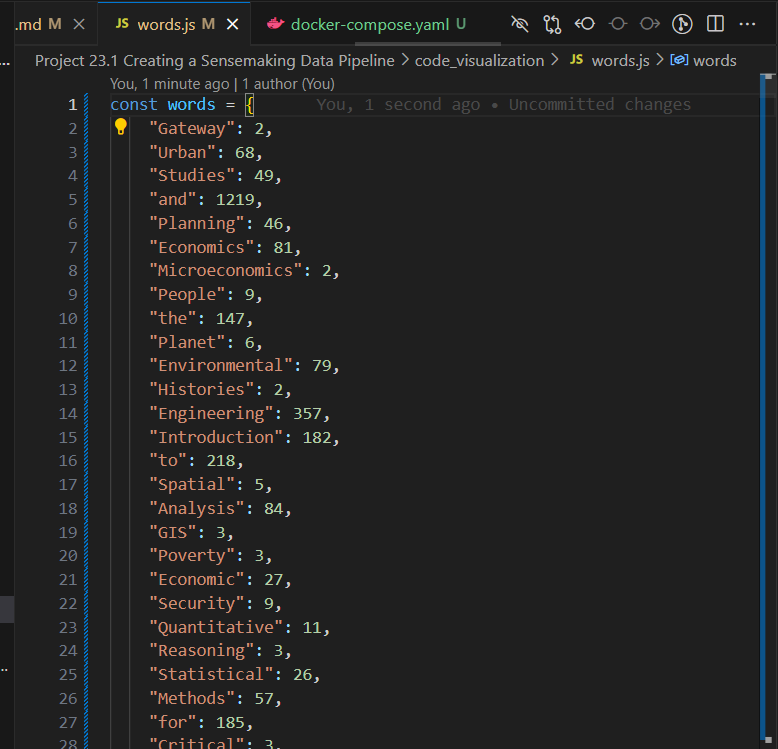 .md M
JS words.js M
docker-compose.yaml U
Project 23.1 Creating a Sensemaking Data Pipeline > code_visualization > JS words.js > words
You, 1 minute ago | 1 author (You)
1 const words = { You, 1 second ago • Uncommitted changes
2 "Gateway": 2,
3 "Urban": 68,
4 "Studies": 49,
5 "and": 1219,
6 "Planning": 46,
7 "Economics": 81,
8 "Microeconomics": 2,
9 "People": 9,
10 "the": 147,
11 "Planet": 6,
12 "Environmental": 79,
13 "Histories": 2,
14 "Engineering": 357,
15 "Introduction": 182,
16 "to": 218,
17 "Spatial": 5,
18 "Analysis": 84,
19 "GIS": 3,
20 "Poverty": 3,
21 "Economic": 27,
22 "Security": 9,
23 "Quantitative": 11,
24 "Reasoning": 3,
25 "Statistical": 26,
26 "Methods": 57,
27 "for": 185,
28 "Critical": 3,